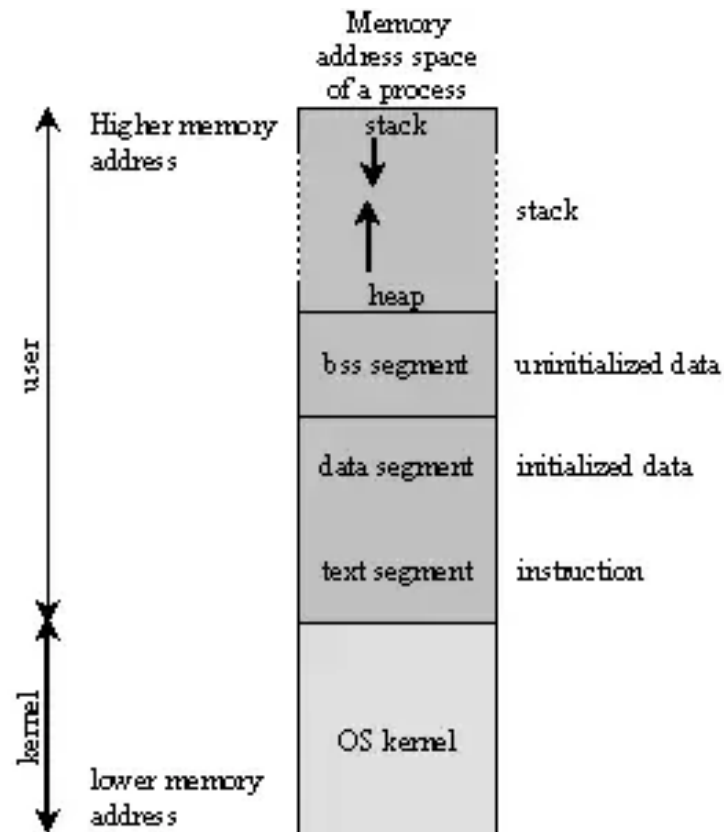 Memory
address space
of a process
Higher memory
address
stack
stack
heap
user
bss segment
uninitialized data
data segment
initialized data
text segment
instruction
kernel
OS kernel
lower memory
address